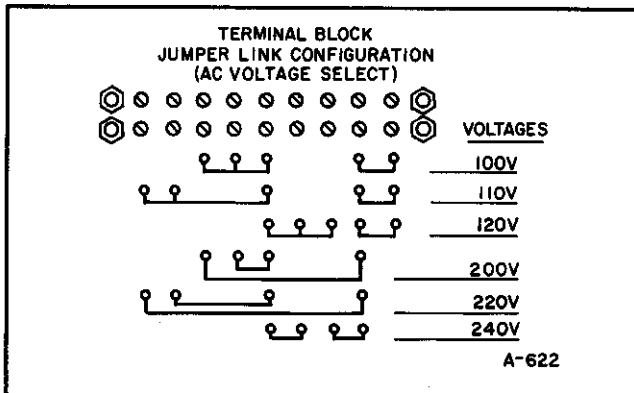 TERMINAL BLOCK
JUMPER LINK CONFIGURATION
(AC VOLTAGE SELECT)
VOLTAGES
100V
110V
120V
200V
220V
240V
A-622